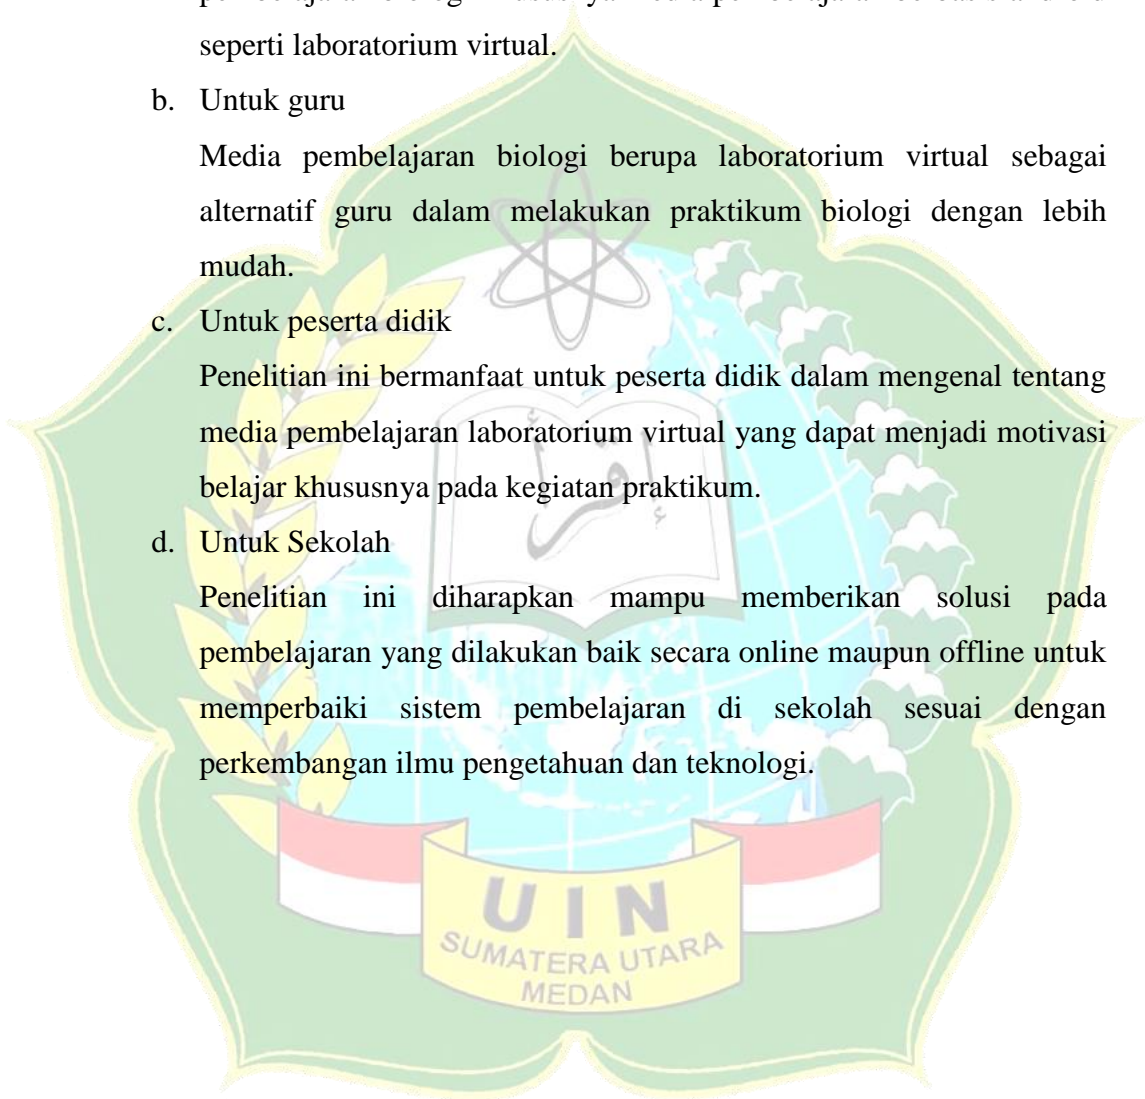 seperti laboratorium virtual.
b. Untuk guru
Media pembelajaran biologi berupa laboratorium virtual sebagai
alternatif guru dalam melakukan praktikum biologi dengan lebih
mudah.
c. Untuk peserta didik
Penelitian ini bermanfaat untuk peserta didik dalam mengenal tentang
media pembelajaran laboratorium virtual yang dapat menjadi motivasi
belajar khususnya pada kegiatan praktikum.
d. Untuk Sekolah
Penelitian ini diharapkan mampu memberikan solusi pada
pembelajaran yang dilakukan baik secara online maupun offline untuk
memperbaiki sistem pembelajaran di sekolah sesuai dengan
perkembangan ilmu pengetahuan dan teknologi.
إقرأ
UIN
SUMATERA UTARA
MEDAN